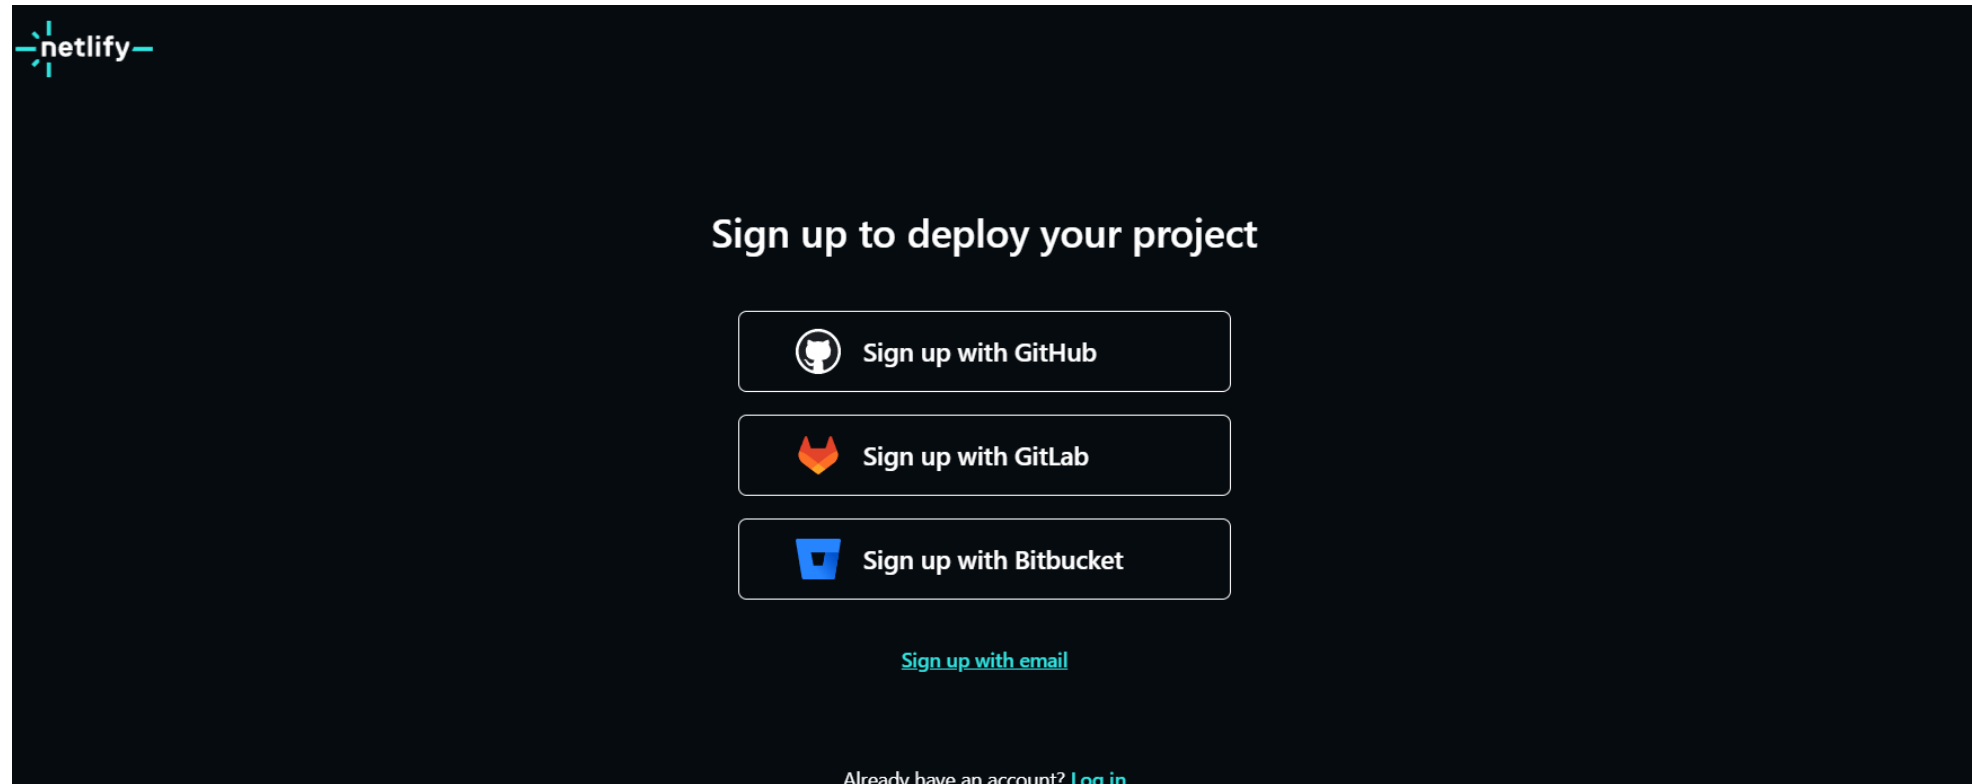 netlify
Sign up to deploy your project
Sign up with GitHub
Sign up with GitLab
Sign up with Bitbucket
Sign up with email
Already have an account? Log in